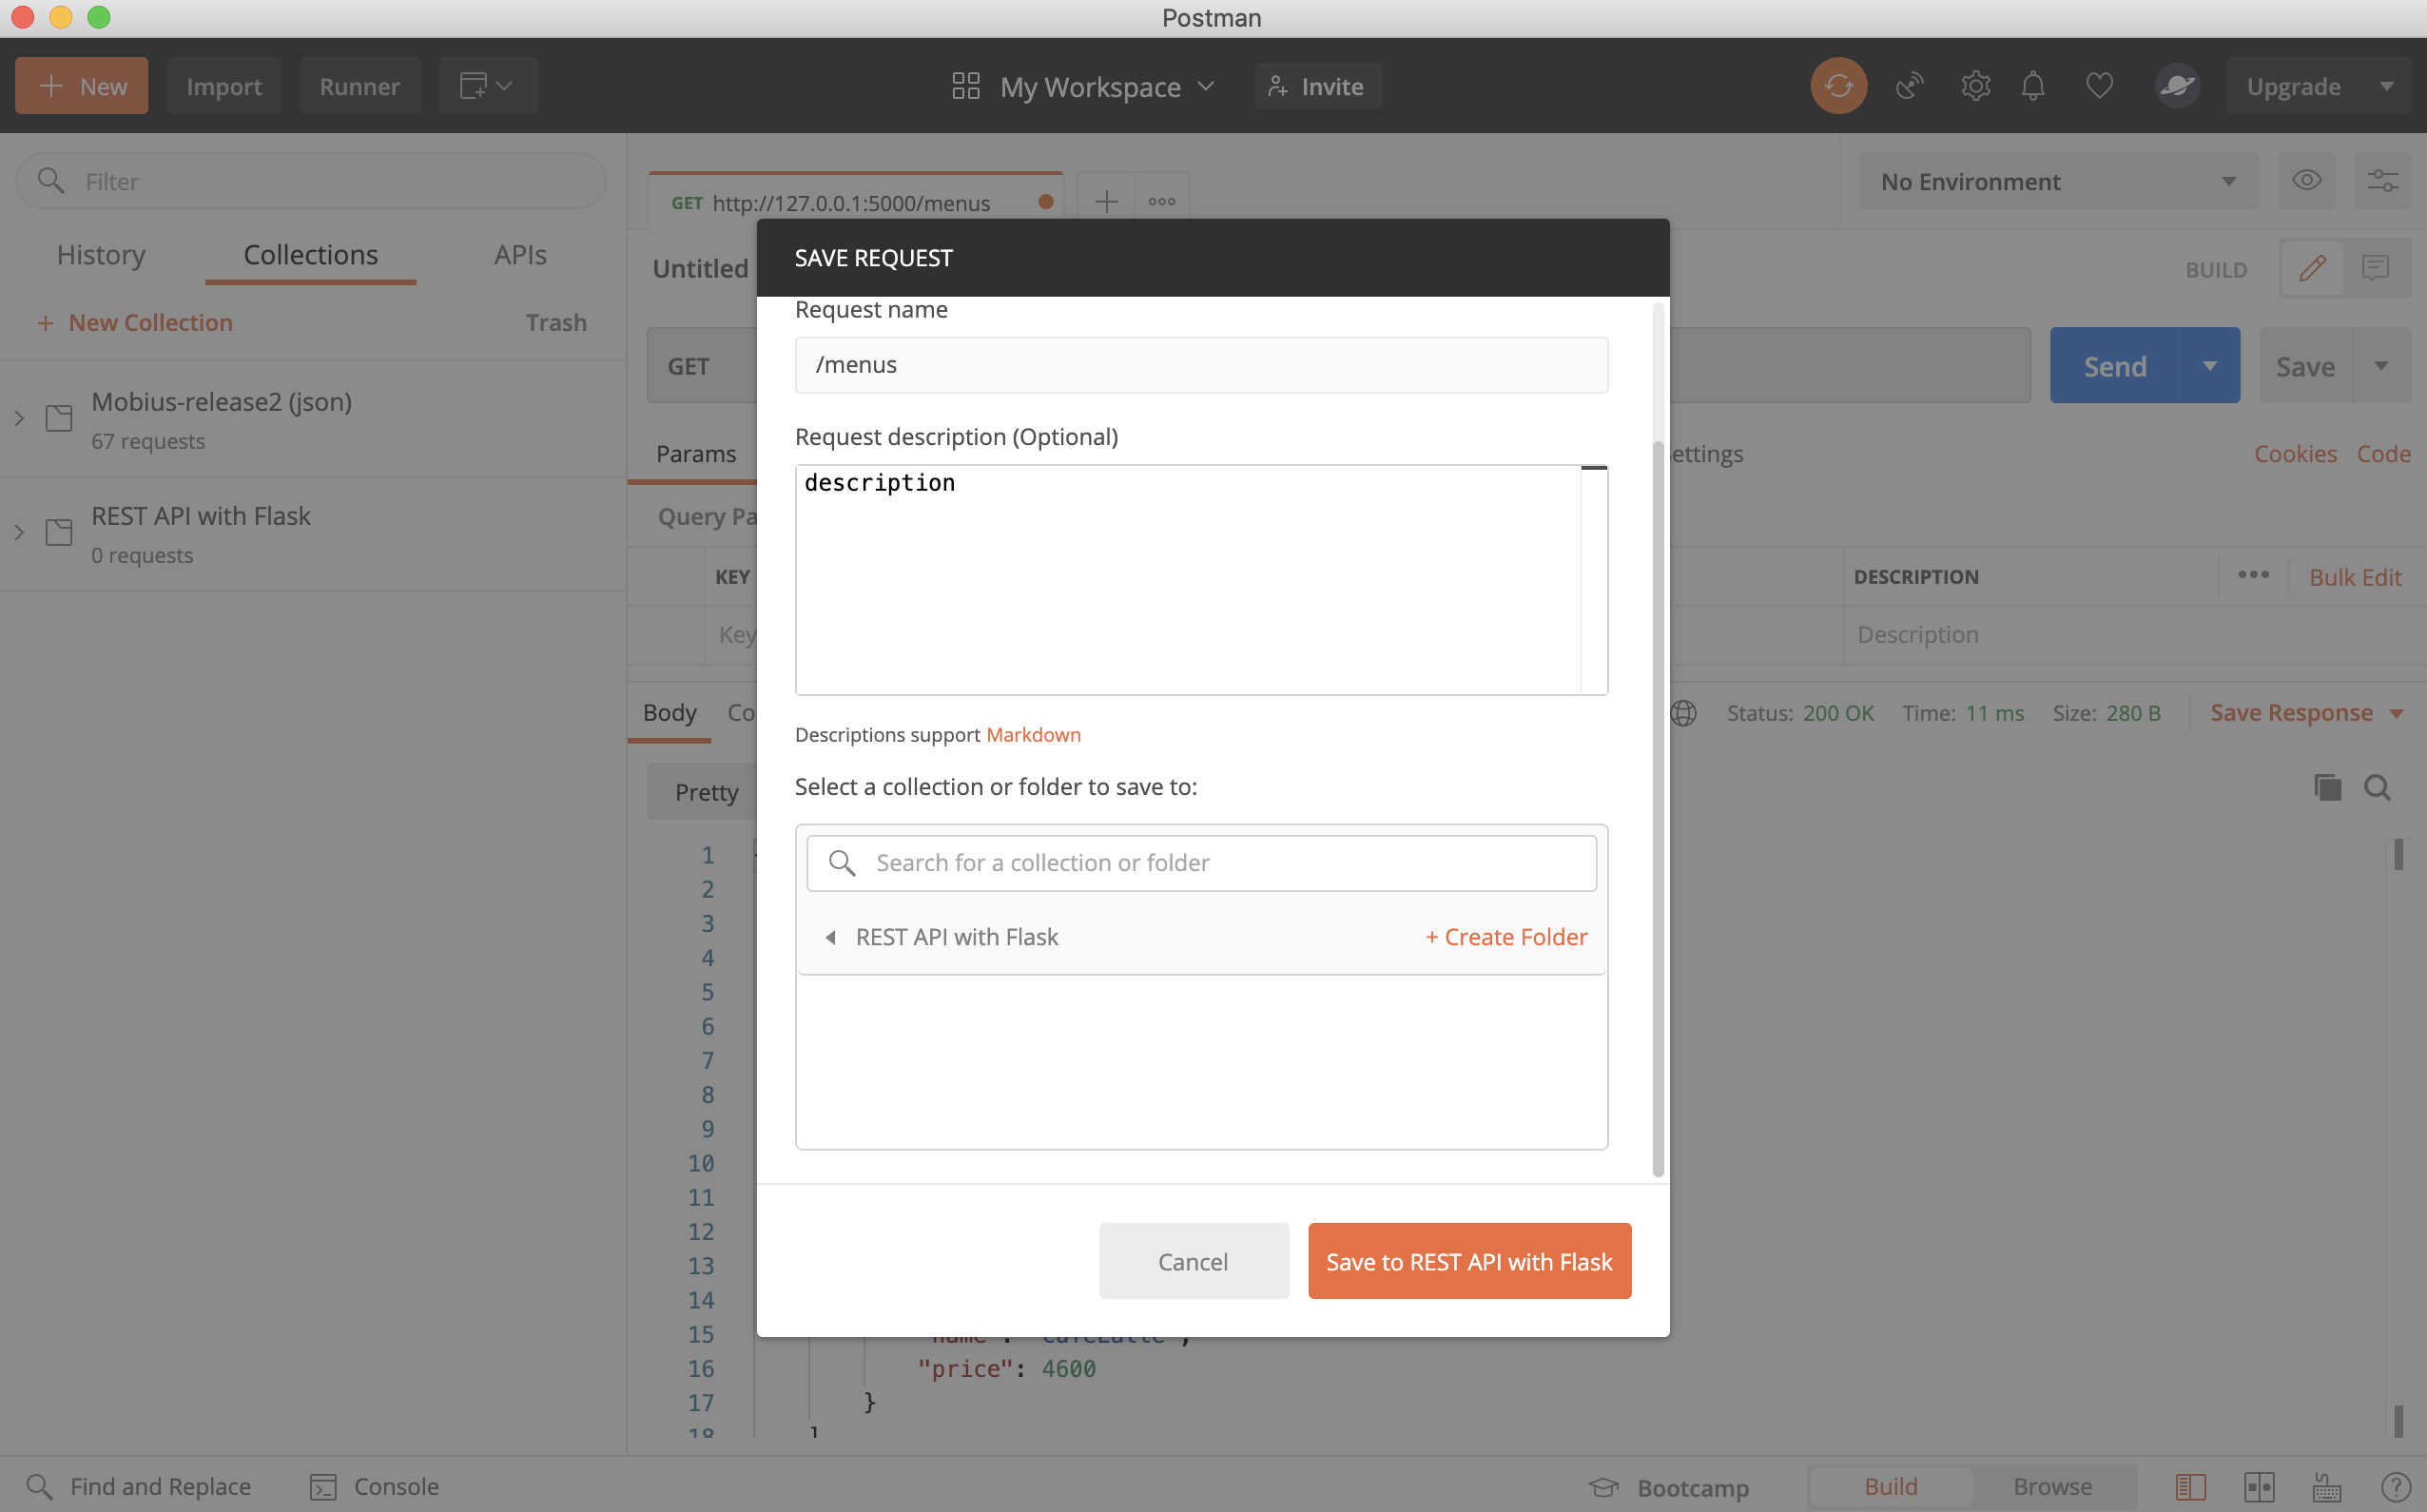 Postman
New
Import
Runner
My Workspace
Invite
Upgrade
Filter
History
Collections
APIs
+ New Collection
Trash
Mobius-release2 (json)
67 requests
REST API with Flask
0 requests
GET http://127.0.0.1:5000/menus
No Environment
Untitled
BUILD
GET
Send
Save
Params
ettings
Cookies
Code
Query Pa
KEY
DESCRIPTION
Bulk Edit
Key
Description
Body
Co
Status: 200 OK
Time: 11 ms
Size: 280 B
Save Response
Pretty
SAVE REQUEST
Request name
/menus
Request description (Optional)
description
Descriptions support Markdown
Select a collection or folder to save to:
Search for a collection or folder
REST API with Flask
+ Create Folder
Cancel
Save to REST API with Flask
1
2
3
4
5
6
7
8
9
10
11
12
13
14
15
16 "price": 4600
17 }
18 ]
Find and Replace
Console
Bootcamp
Build
Browse